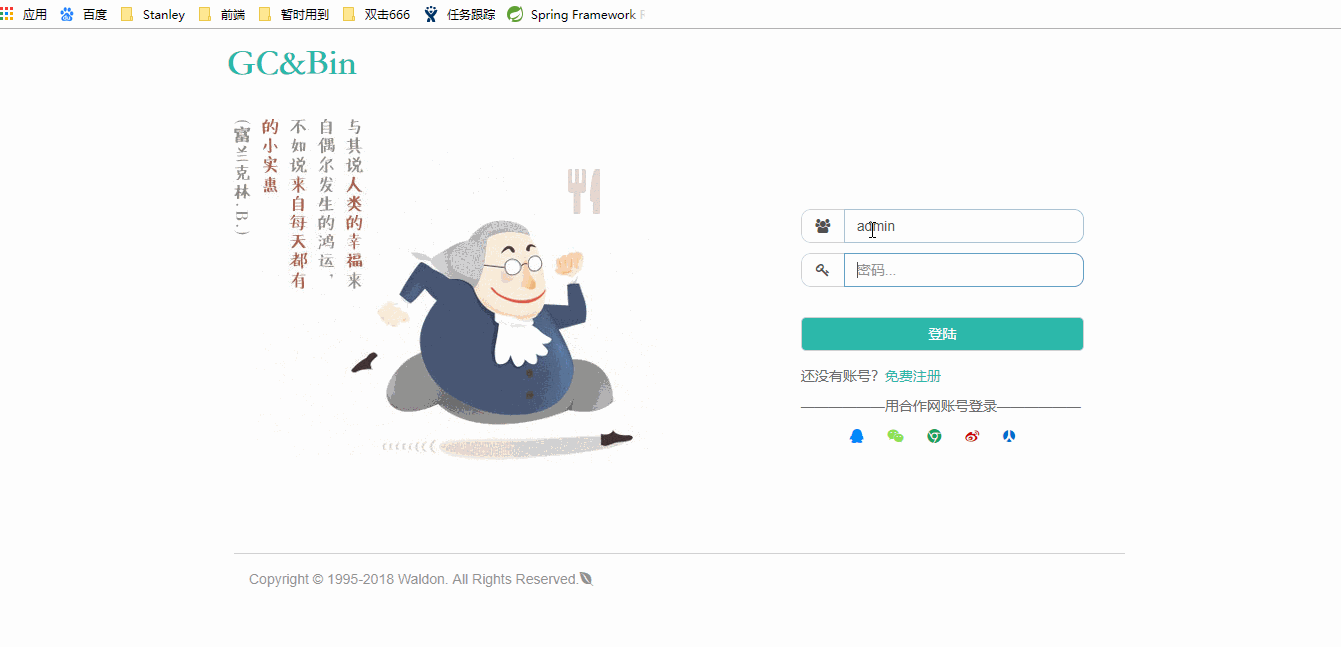 应用 百度 Stanley 前端 暂时用到 双击666 任务跟踪 Spring Framework
GC&Bin
与其说人类的幸福来
自偶尔发生的鸿运，
不如说来自每天都有
的小实惠
(富兰克林.B.)
admin
密码...
登陆
还没有账号？免费注册
用合作网账号登录
Copyright © 1995-2018 Waldon. All Rights Reserved.